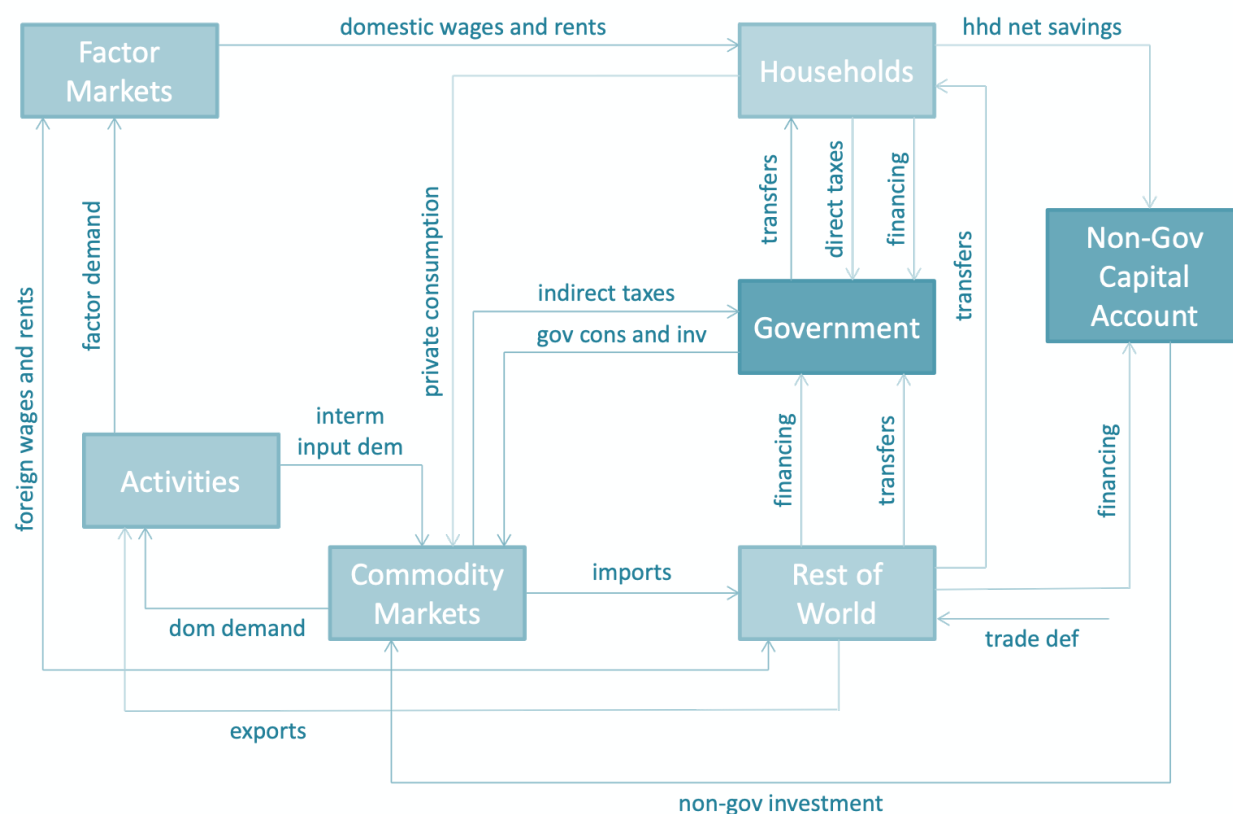 domestic wages and rents
hhd net savings
Factor
Markets
Households
foreign wages and rents
factor demand
private consumption
transfers
direct taxes
financing
transfers
Non-Gov
Capital
Account
indirect taxes
gov cons and inv
Government
interm
input dem
Activities
financing
transfers
financing
Commodity
Markets
imports
Rest of
World
dom demand
trade def
exports
non-gov investment